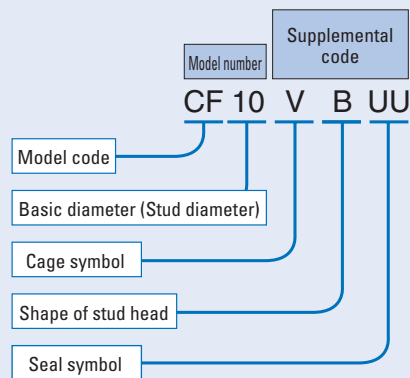 Supplemental
code
Model number
CF 10 V B UU
Model code
Basic diameter (Stud diameter)
Cage symbol
Shape of stud head
Seal symbol